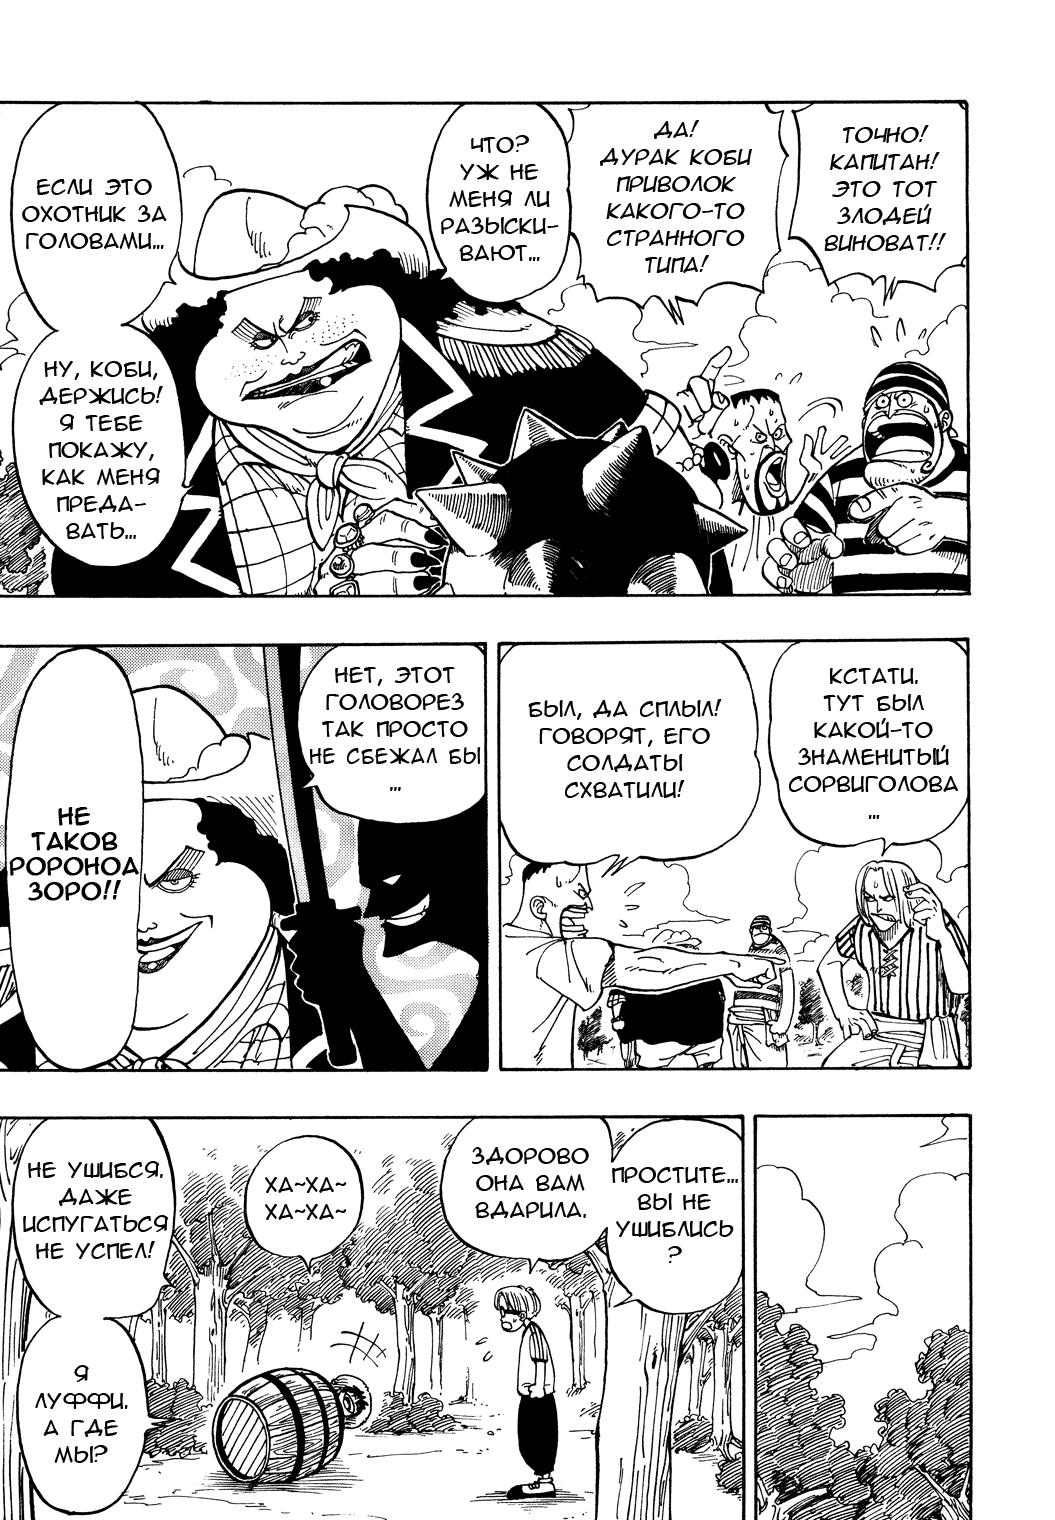 ТОЧНО!
КАПИТАН!
ЭТО ТОТ
ЗЛОДЕЙ
ВИНОВАТ!!
ДА!
ДУРАК КОБИ
ПРИВОЛОК
КАКОГО-ТО
СТРАННОГО
ТИПА!
ЧТО?
УЖ НЕ
МЕНЯ ЛИ
РАЗЫСКИ-
ВАЮТ...
ЕСЛИ ЭТО
ОХОТНИК ЗА
ГОЛОВАМИ...
НУ, КОБИ,
ДЕРЖИСЬ!
Я ТЕБЕ
ПОКАЖУ,
КАК МЕНЯ
ПРЕДА-
ВАТЬ...
КСТАТИ.
ТУТ БЫЛ
КАКОЙ-ТО
ЗНАМЕНИТЫЙ
СОРВИГОЛОВА
...
БЫЛ, ДА СПЛЫЛ!
ГОВОРЯТ, ЕГО
СОЛДАТЫ
СХВАТИЛИ!
НЕТ, ЭТОТ
ГОЛОВОРЕЗ
ТАК ПРОСТО
НЕ СБЕЖАЛ БЫ
...
НЕ
ТАКОВ
РОРОНОА
ЗОРО!!
ПРОСТИТЕ...
ВЫ НЕ
УШИБЛИСЬ
?
ЗДОРОВО
ОНА ВАМ
ВДАРИЛА.
ХА~ХА~
ХА~ХА~
НЕ УШИБСЯ.
ДАЖЕ
ИСПУГАТЬСЯ
НЕ УСПЕЛ!
Я
ЛУФФИ.
А ГДЕ
МЫ?